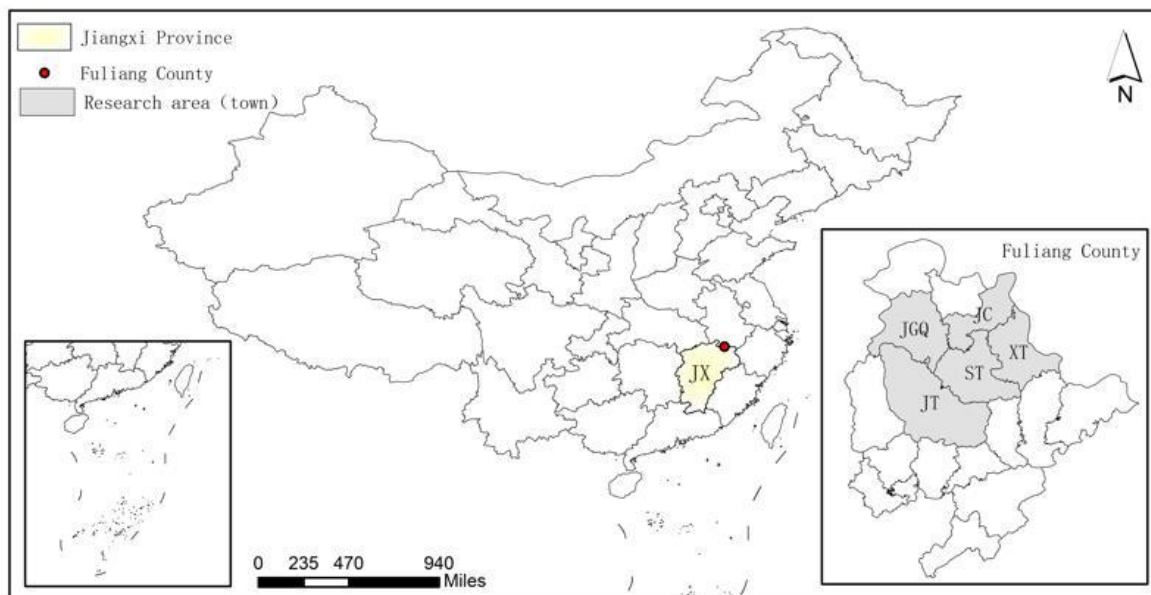 Jiangxi Province
Fuliang County
Research area（town）
N
Fuliang County
JC
JGQ
XT
ST
JT
JX
0 235 470 940
Miles